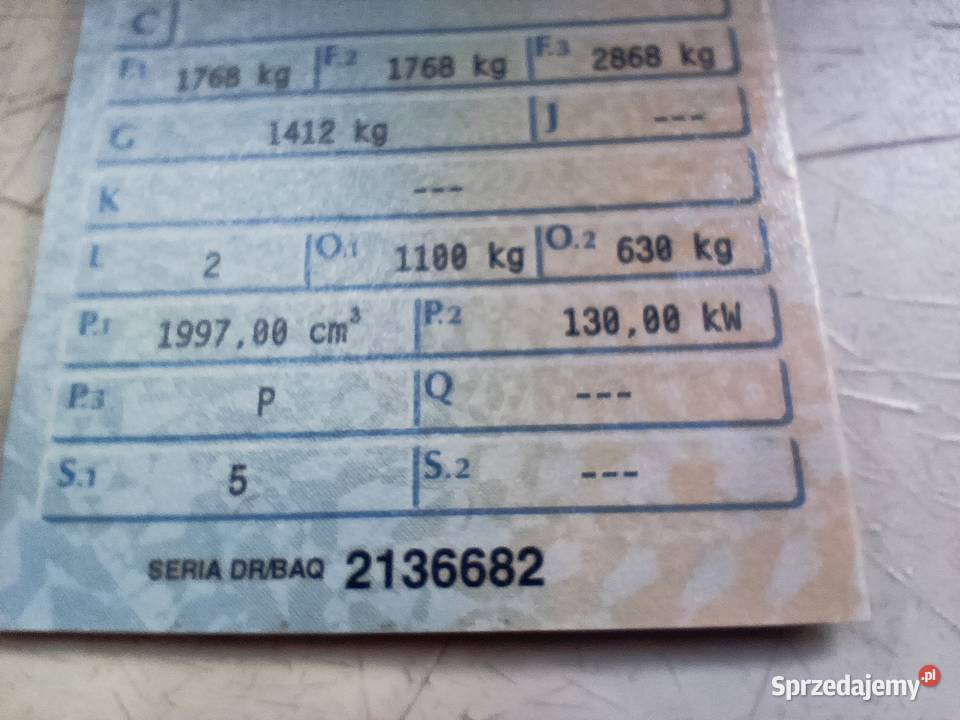 C
F.1 1768 kg F.2 1768 kg F.3 2868 kg
G 1412 kg J ---
K ---
L 2 O.1 1100 kg O.2 630 kg
P.1 1997,00 cm³ P.2 130,00 kW
P.3 P Q ---
S.1 5 S.2 ---
SERIA DR/BAQ 2136682
Sprzedajemy.pl